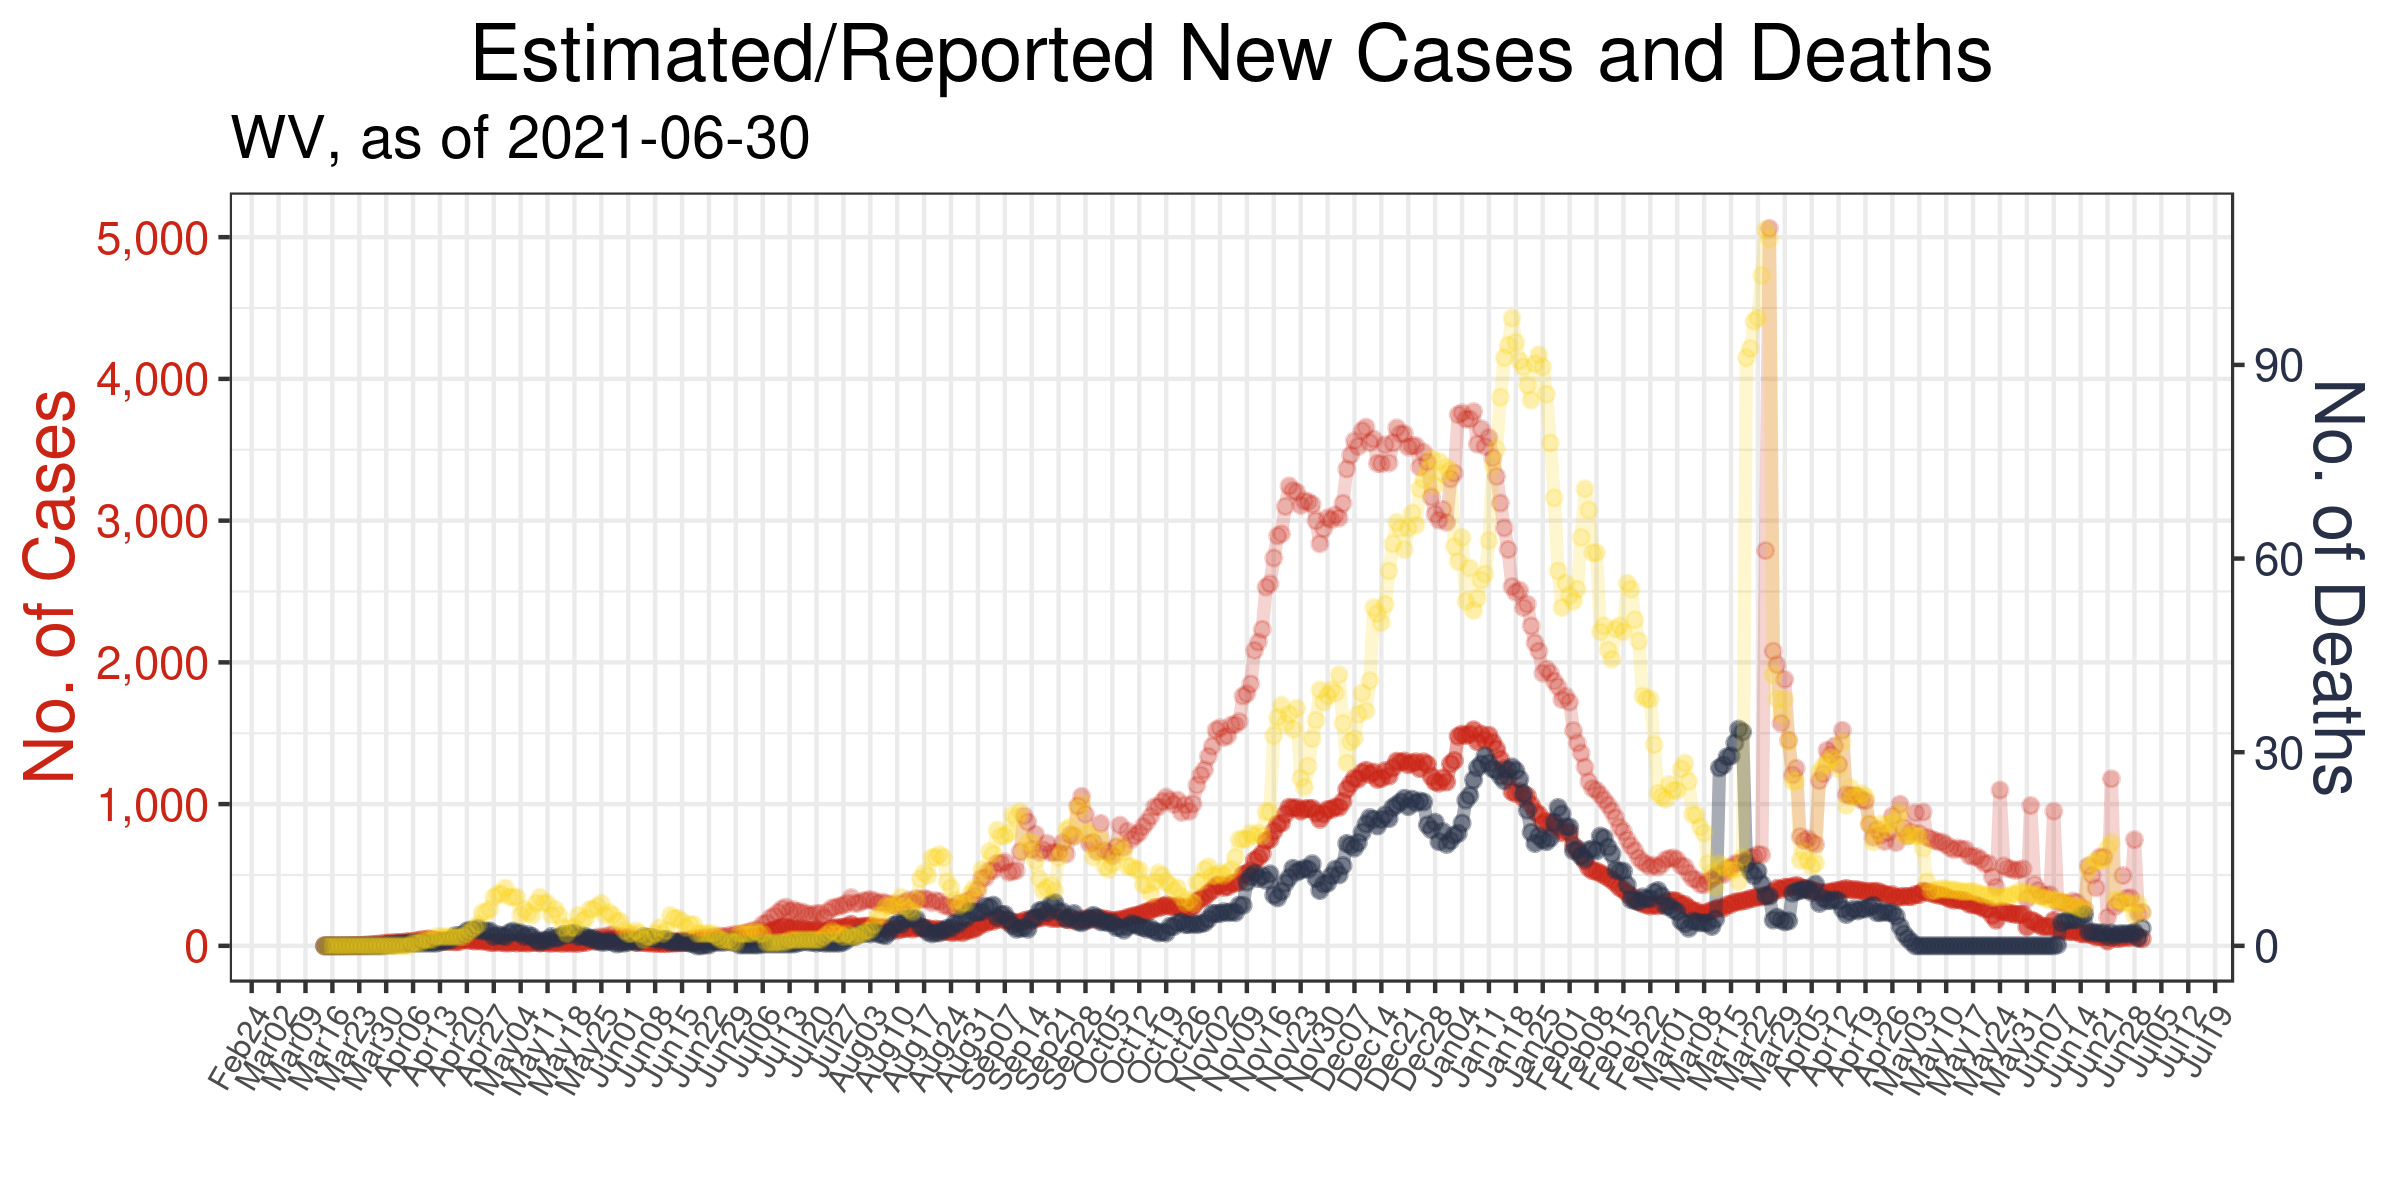 Estimated/Reported New Cases and Deaths
WV, as of 2021-06-30
No. of Cases
5,000
4,000
3,000
2,000
1,000
0
90
60
30
0
No. of Deaths
Feb24
Mar02
Mar09
Mar16
Mar23
Mar30
Apr06
Apr13
Apr20
Apr27
May04
May11
May18
May25
Jun01
Jun08
Jun15
Jun22
Jun29
Jul06
Jul13
Jul20
Jul27
Aug03
Aug10
Aug17
Aug24
Aug31
Sep07
Sep14
Sep21
Sep28
Oct05
Oct12
Oct19
Oct26
Nov02
Nov09
Nov16
Nov23
Nov30
Dec07
Dec14
Dec21
Dec28
Jan04
Jan11
Jan18
Jan25
Feb01
Feb08
Feb15
Feb22
Mar01
Mar08
Mar15
Mar22
Mar29
Apr05
Apr12
Apr19
Apr26
May03
May10
May17
May24
May31
Jun07
Jun14
Jun21
Jun28
Jul05
Jul12
Jul19